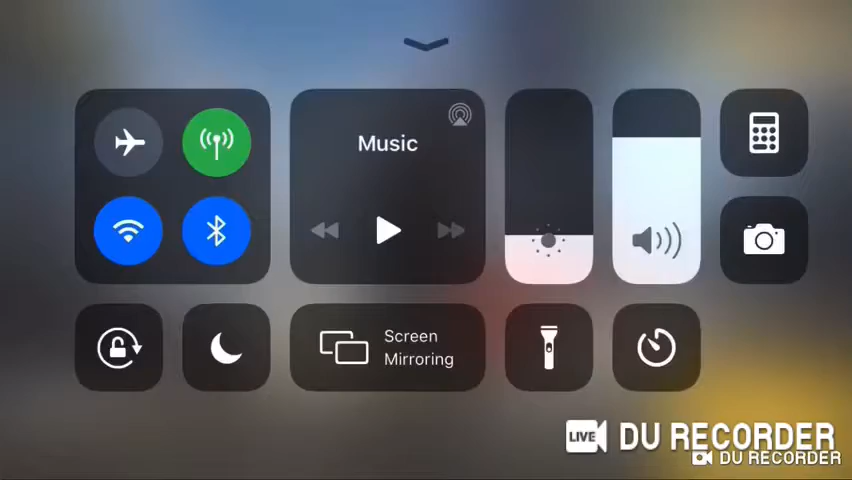 Music
Screen
Mirroring
LIVE DU RECORDER
DU RECORDER